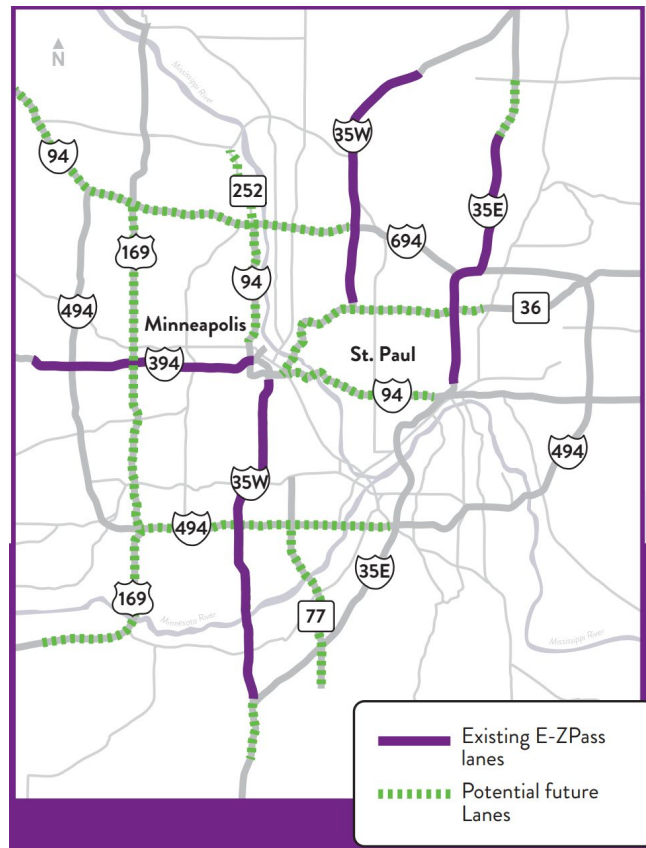 N
Mississippi River
35W
94
252
35E
169
694
94
494
36
Minneapolis
St. Paul
394
94
494
35W
494
35E
169
77
Minnesota River
Mississippi River
Existing E-ZPass
lanes
Potential future
Lanes